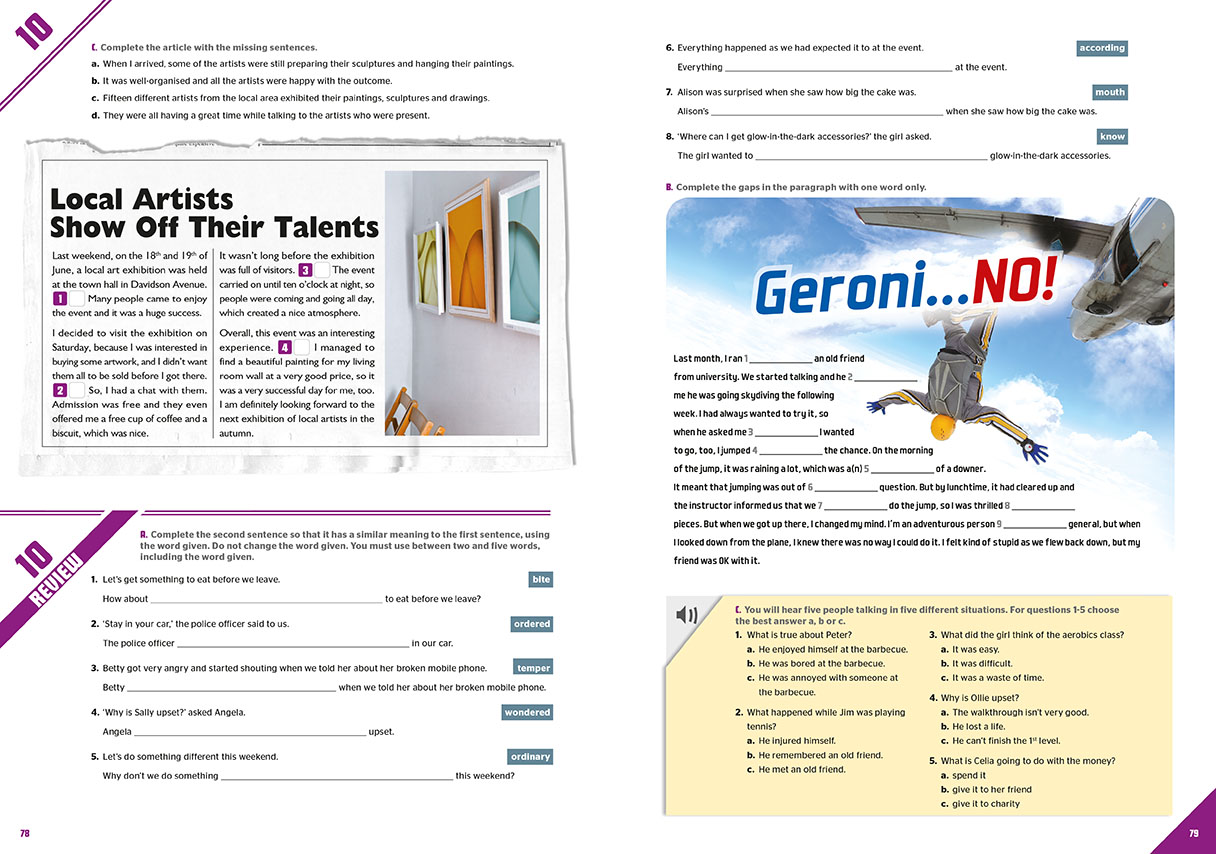 10
C. Complete the article with the missing sentences.
a. When I arrived, some of the artists were still preparing their sculptures and hanging their paintings.
b. It was well-organised and all the artists were happy with the outcome.
c. Fifteen different artists from the local area exhibited their paintings, sculptures and drawings.
d. They were all having a great time while talking to the artists who were present.
Local Artists
Show Off Their Talents
Last weekend, on the 18th and 19th of
June, a local art exhibition was held
at the town hall in Davidson Avenue.
1 Many people came to enjoy
the event and it was a huge success.
I decided to visit the exhibition on
Saturday, because I was interested in
buying some artwork, and I didn't want
them all to be sold before I got there.
2 So, I had a chat with them.
Admission was free and they even
offered me a free cup of coffee and a
biscuit, which was nice.
It wasn't long before the exhibition
was full of visitors. 3 The event
carried on until ten o'clock at night, so
people were coming and going all day,
which created a nice atmosphere.
Overall, this event was an interesting
experience. 4 I managed to
find a beautiful painting for my living
room wall at a very good price, so it
was a very successful day for me, too.
I am definitely looking forward to the
next exhibition of local artists in the
autumn.
10
REVIEW
A. Complete the second sentence so that it has a similar meaning to the first sentence, using
the word given. Do not change the word given. You must use between two and five words,
including the word given.
1. Let's get something to eat before we leave. bite
How about ____ to eat before we leave?
2. 'Stay in your car,' the police officer said to us. ordered
The police officer ____ in our car.
3. Betty got very angry and started shouting when we told her about her broken mobile phone. temper
Betty ____ when we told her about her broken mobile phone.
4. 'Why is Sally upset?' asked Angela. wondered
Angela ____ upset.
5. Let's do something different this weekend. ordinary
Why don't we do something ____ this weekend?
78
6. Everything happened as we had expected it to at the event. according
Everything ____ at the event.
7. Alison was surprised when she saw how big the cake was. mouth
Alison's ____ when she saw how big the cake was.
8. 'Where can I get glow-in-the-dark accessories?' the girl asked. know
The girl wanted to ____ glow-in-the-dark accessories.
B. Complete the gaps in the paragraph with one word only.
Geroni...NO!
Last month, I ran 1 ____ an old friend
from university. We started talking and he 2 ____
me he was going skydiving the following
week. I had always wanted to try it, so
when he asked me 3 ____ I wanted
to go, too, I jumped 4 ____ the chance. On the morning
of the jump, it was raining a lot, which was a(n) 5 ____ of a downer.
It meant that jumping was out of 6 ____ question. But by lunchtime, it had cleared up and
the instructor informed us that we 7 ____ do the jump, so I was thrilled 8 ____
pieces. But when we got up there, I changed my mind. I'm an adventurous person 9 ____ general, but when
I looked down from the plane, I knew there was no way I could do it. I felt kind of stupid as we flew back down, but my
friend was OK with it.
C. You will hear five people talking in five different situations. For questions 1-5 choose
the best answer a, b or c.
1. What is true about Peter?
a. He enjoyed himself at the barbecue.
b. He was bored at the barbecue.
c. He was annoyed with someone at
the barbecue.
2. What happened while Jim was playing
tennis?
a. He injured himself.
b. He remembered an old friend.
c. He met an old friend.
3. What did the girl think of the aerobics class?
a. It was easy.
b. It was difficult.
c. It was a waste of time.
4. Why is Ollie upset?
a. The walkthrough isn't very good.
b. He lost a life.
c. He can't finish the 1st level.
5. What is Celia going to do with the money?
a. spend it
b. give it to her friend
c. give it to charity
79